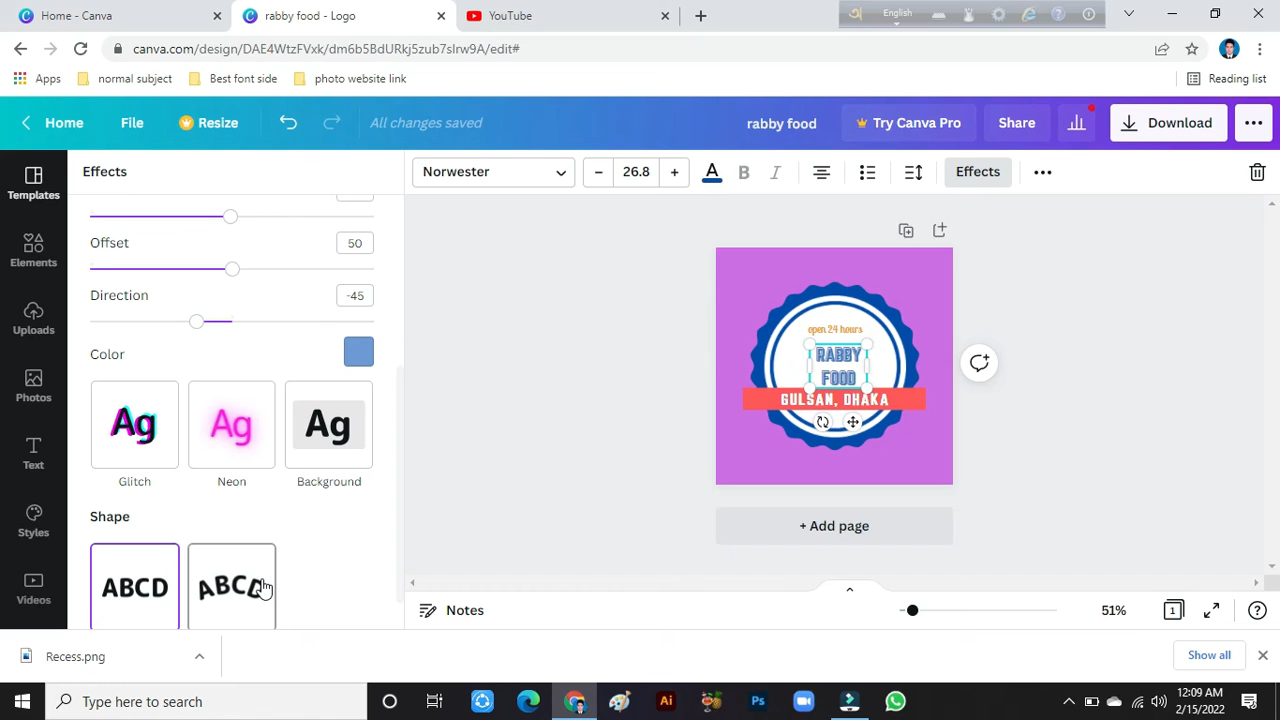 Home - Canva
rabby food - Logo
YouTube
English
canva.com/design/DAE4WtzFVxk/dm6b5BdURkj5zub7slrw9A/edit#
Apps
normal subject
Best font side
photo website link
Reading list
Home
File
Resize
All changes saved
rabby food
Try Canva Pro
Share
Download
Templates
Elements
Uploads
Photos
Text
Styles
Videos
Effects
Norwester
26.8
A
B
I
Effects
Offset
50
Direction
-45
Color
Ag
Ag
Ag
Glitch
Neon
Background
Shape
ABCD
ABCD
open 24 hours
RABBY
FOOD
GULSAN, DHAKA
+ Add page
Notes
51%
1
Recess.png
Show all
Type here to search
Ai
Ps
12:09 AM
2/15/2022